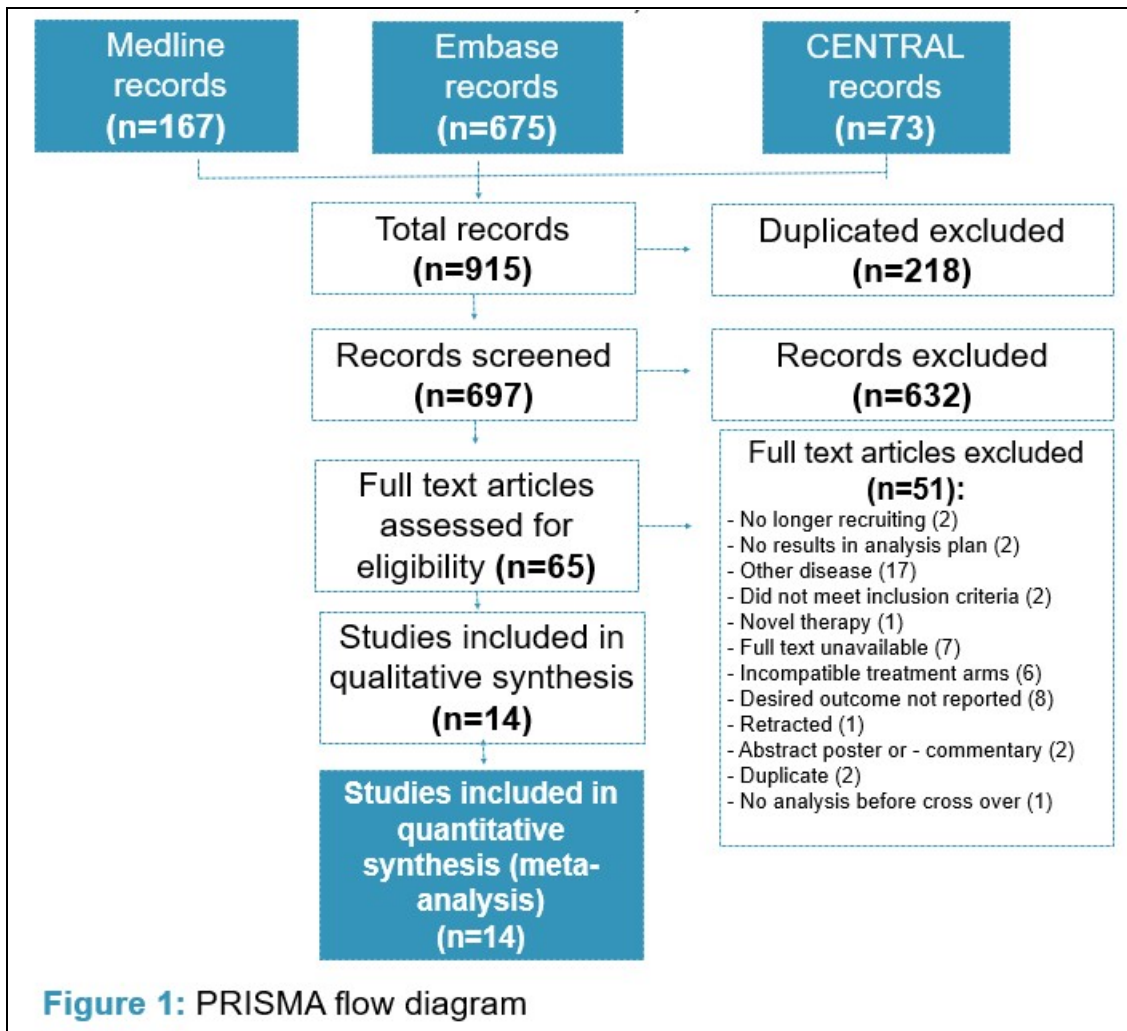 Medline
records
(n=167)
Embase
records
(n=675)
CENTRAL
records
(n=73)
Total records
(n=915)
Duplicated excluded
(n=218)
Records screened
(n=697)
Records excluded
(n=632)
Full text articles
assessed for
eligibility (n=65)
Full text articles excluded
(n=51):
- No longer recruiting (2)
- No results in analysis plan (2)
- Other disease (17)
- Did not meet inclusion criteria (2)
- Novel therapy (1)
- Full text unavailable (7)
- Incompatible treatment arms (6)
- Desired outcome not reported (8)
- Retracted (1)
- Abstract poster or - commentary (2)
- Duplicate (2)
- No analysis before cross over (1)
Studies included in
qualitative synthesis
(n=14)
Studies included in
quantitative
synthesis (meta-
analysis)
(n=14)
Figure 1: PRISMA flow diagram